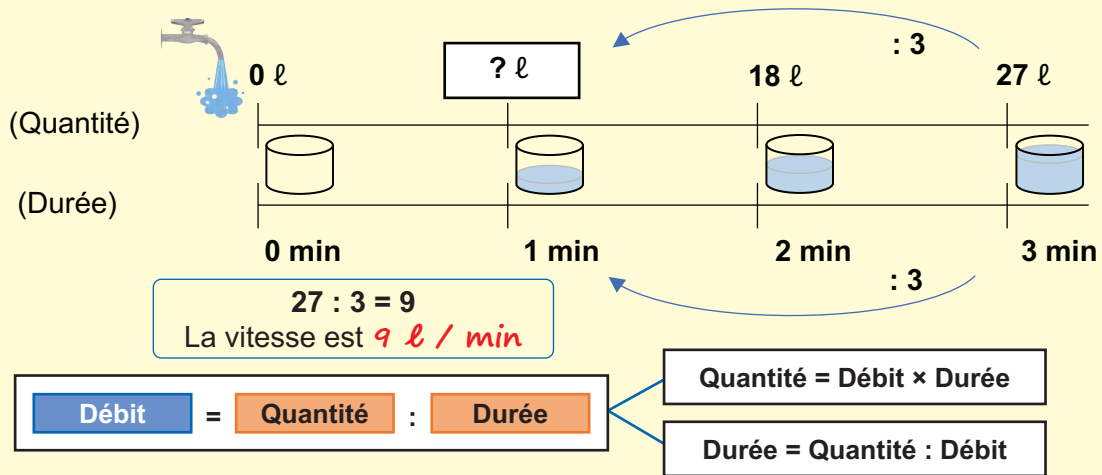 : 3
0 ℓ
? ℓ
18 ℓ
27 ℓ
(Quantité)
(Durée)
0 min
1 min
2 min
3 min
: 3
27 : 3 = 9
La vitesse est 9 ℓ / min
Débit = Quantité : Durée
Quantité = Débit × Durée
Durée = Quantité : Débit